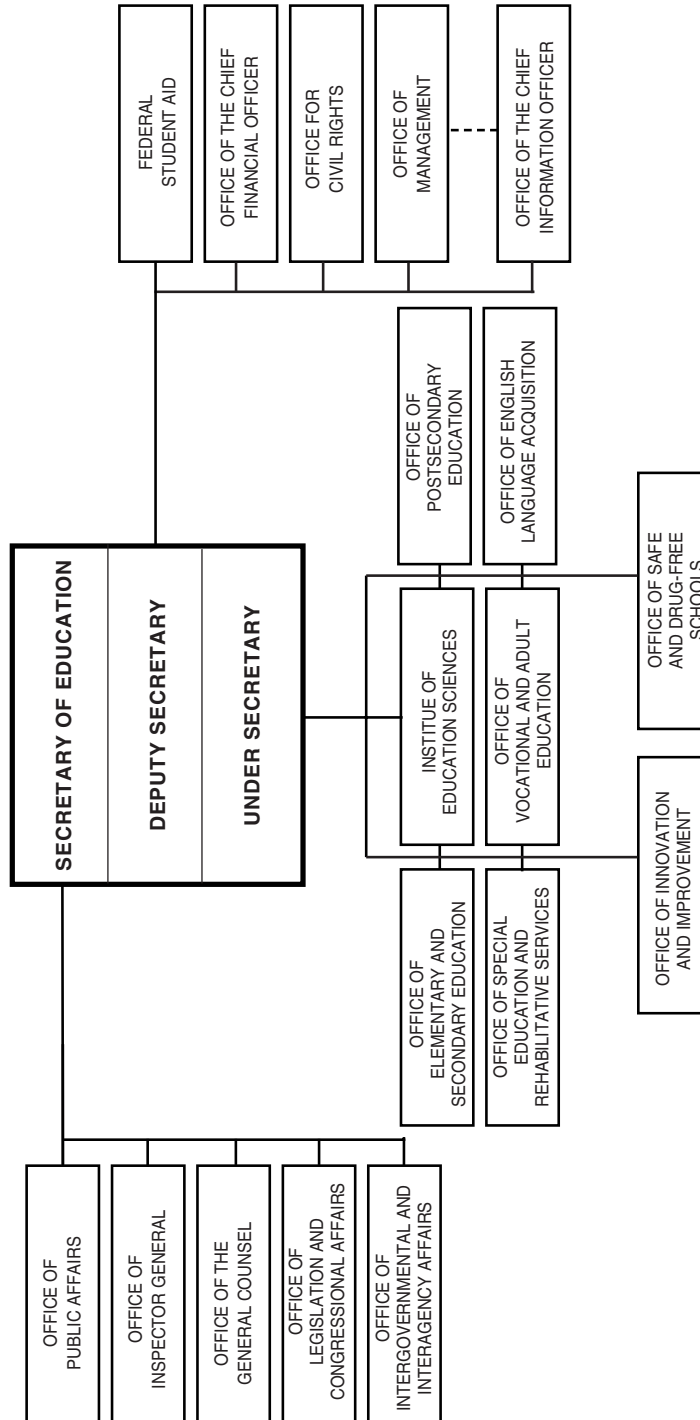 SECRETARY OF EDUCATION
DEPUTY SECRETARY
UNDER SECRETARY
OFFICE OF
PUBLIC AFFAIRS
OFFICE OF
INSPECTOR GENERAL
OFFICE OF THE
GENERAL COUNSEL
OFFICE OF
LEGISLATION AND
CONGRESSIONAL AFFAIRS
OFFICE OF
INTERGOVERNMENTAL AND
INTERAGENCY AFFAIRS
OFFICE OF
ELEMENTARY AND
SECONDARY EDUCATION
OFFICE OF SPECIAL
EDUCATION AND
REHABILITATIVE SERVICES
INSTITUE OF
EDUCATION SCIENCES
OFFICE OF
VOCATIONAL AND ADULT
EDUCATION
OFFICE OF
POSTSECONDARY
EDUCATION
OFFICE OF ENGLISH
LANGUAGE ACQUISITION
OFFICE OF INNOVATION
AND IMPROVEMENT
OFFICE OF SAFE
AND DRUG-FREE
SCHOOLS
FEDERAL
STUDENT AID
OFFICE OF THE CHIEF
FINANCIAL OFFICER
OFFICE FOR
CIVIL RIGHTS
OFFICE OF
MANAGEMENT
OFFICE OF THE CHIEF
INFORMATION OFFICER